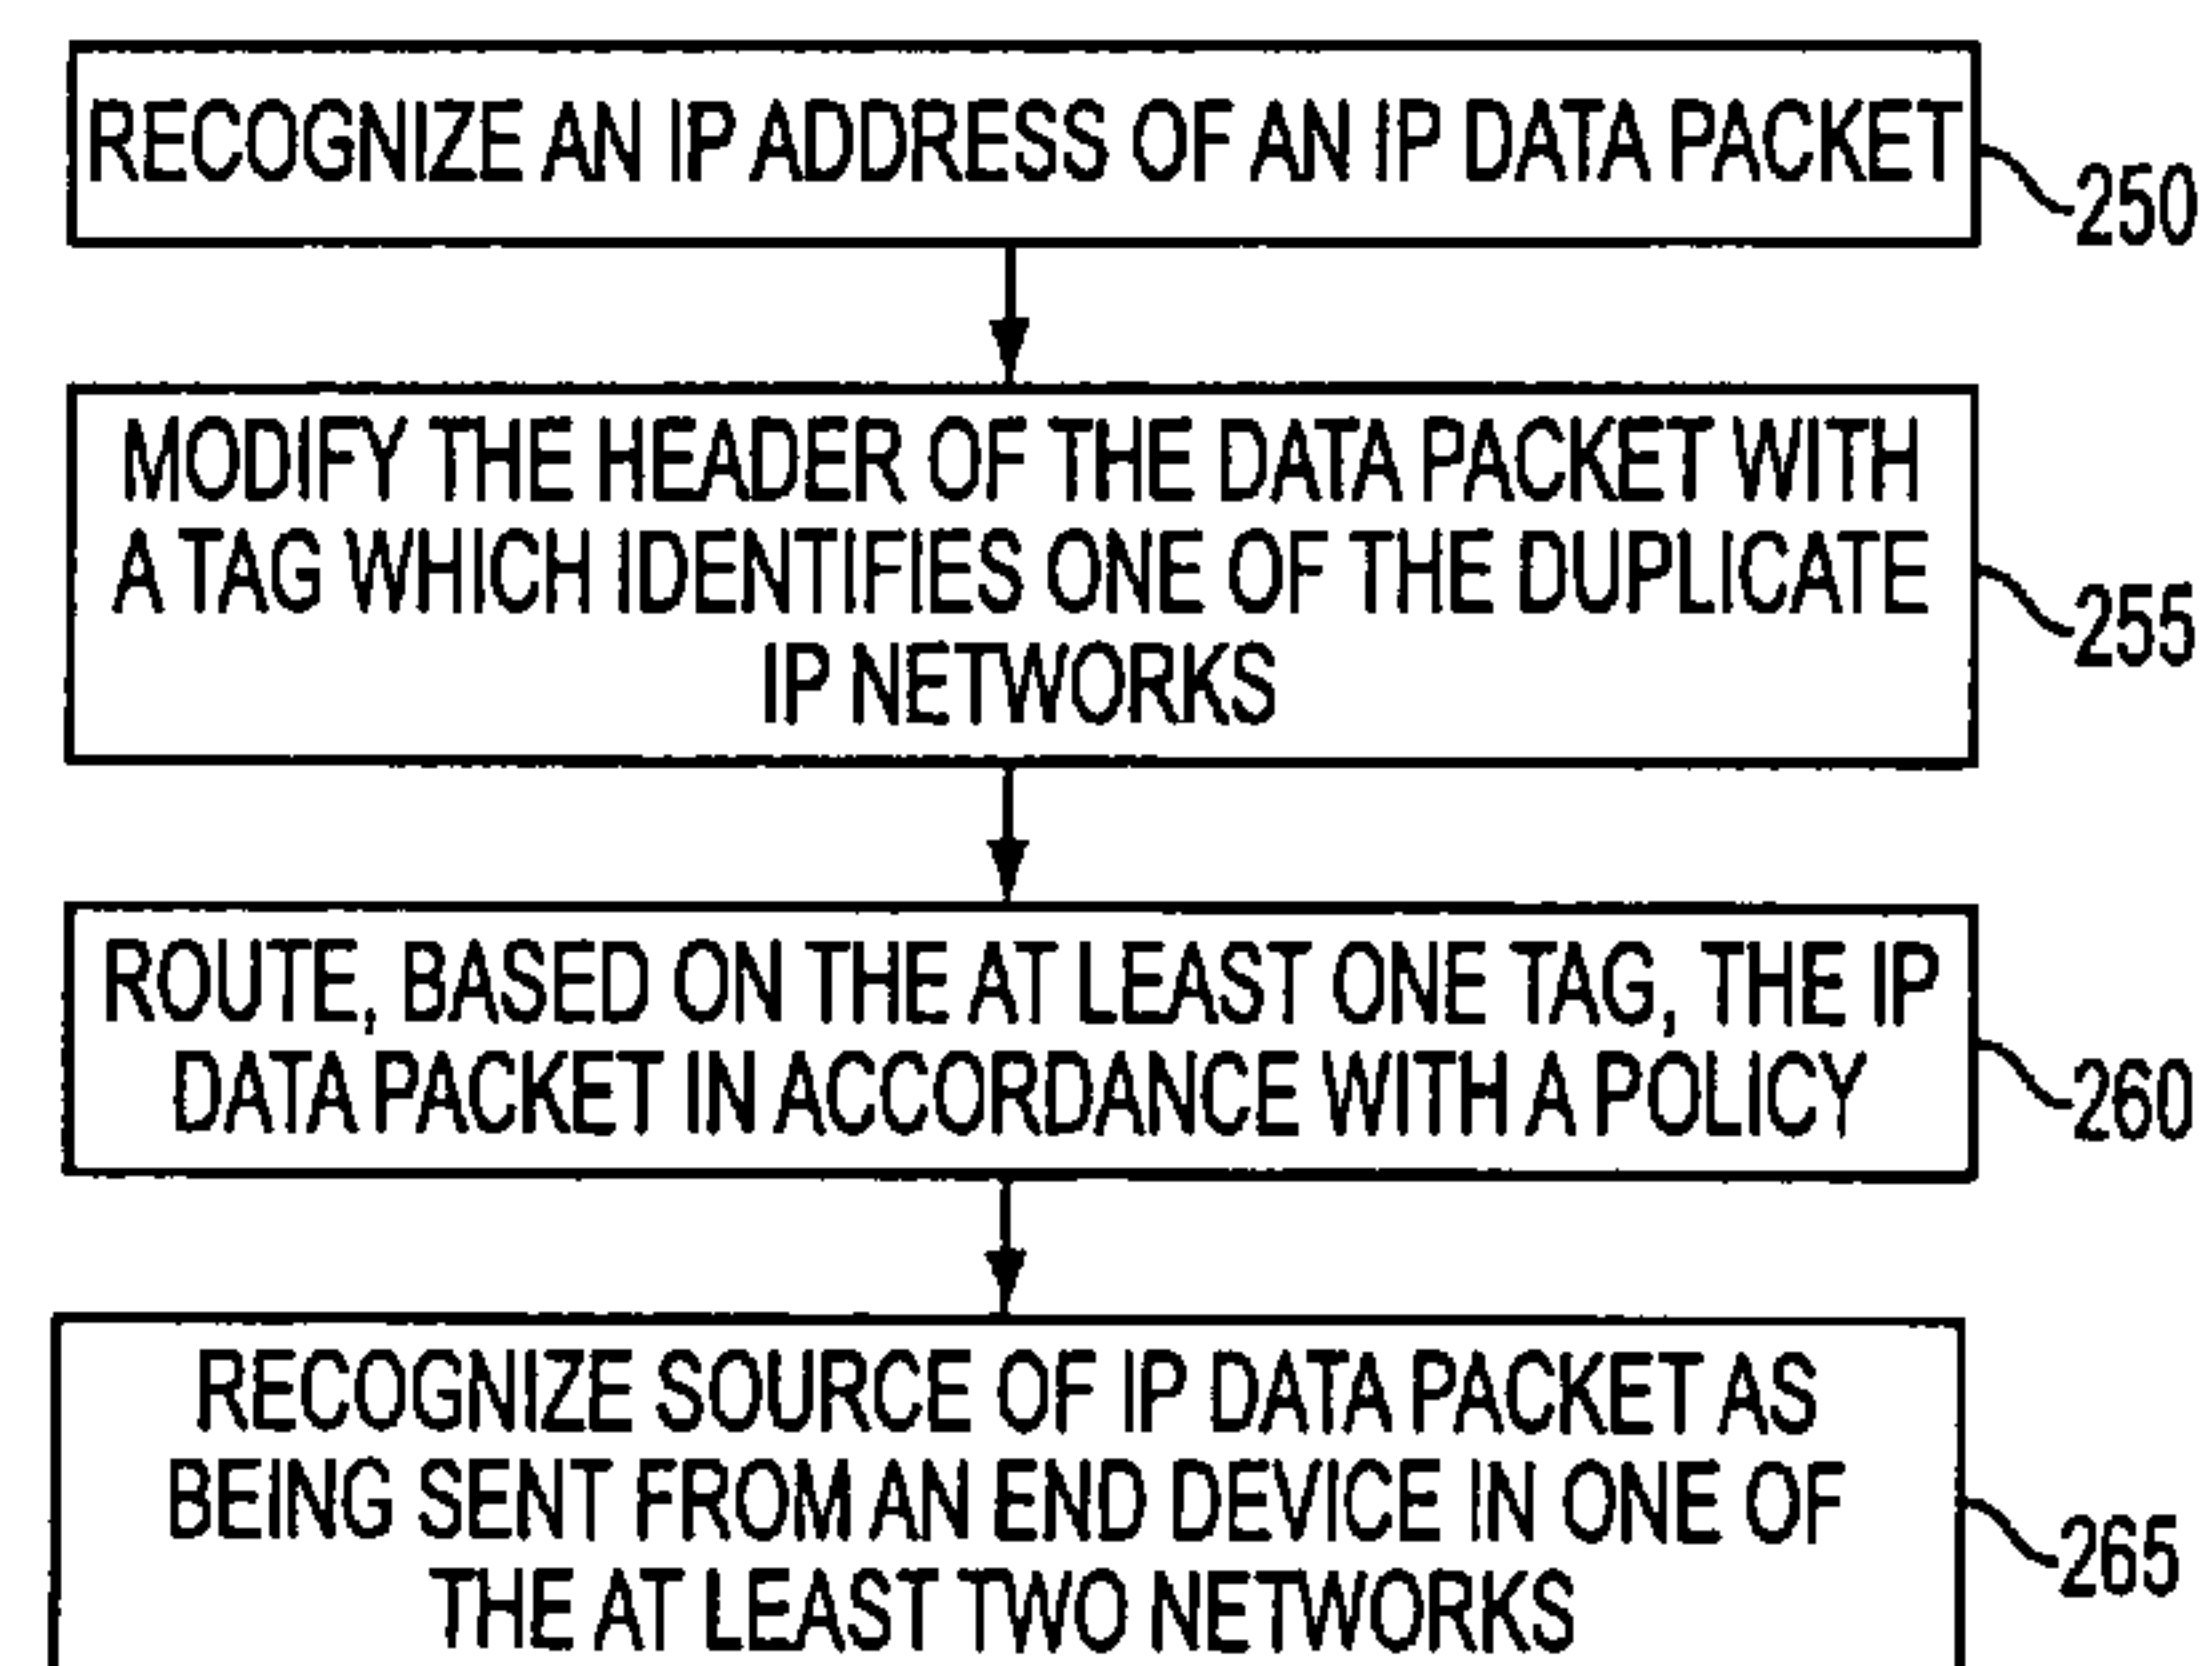 RECOGNIZE AN IP ADDRESS OF AN IP DATA PACKET
250
MODIFY THE HEADER OF THE DATA PACKET WITH
A TAG WHICH IDENTIFIES ONE OF THE DUPLICATE
IP NETWORKS
255
ROUTE, BASED ON THE AT LEAST ONE TAG, THE IP
DATA PACKET IN ACCORDANCE WITH A POLICY
260
RECOGNIZE SOURCE OF IP DATA PACKET AS
BEING SENT FROM AN END DEVICE IN ONE OF
THE AT LEAST TWO NETWORKS
265